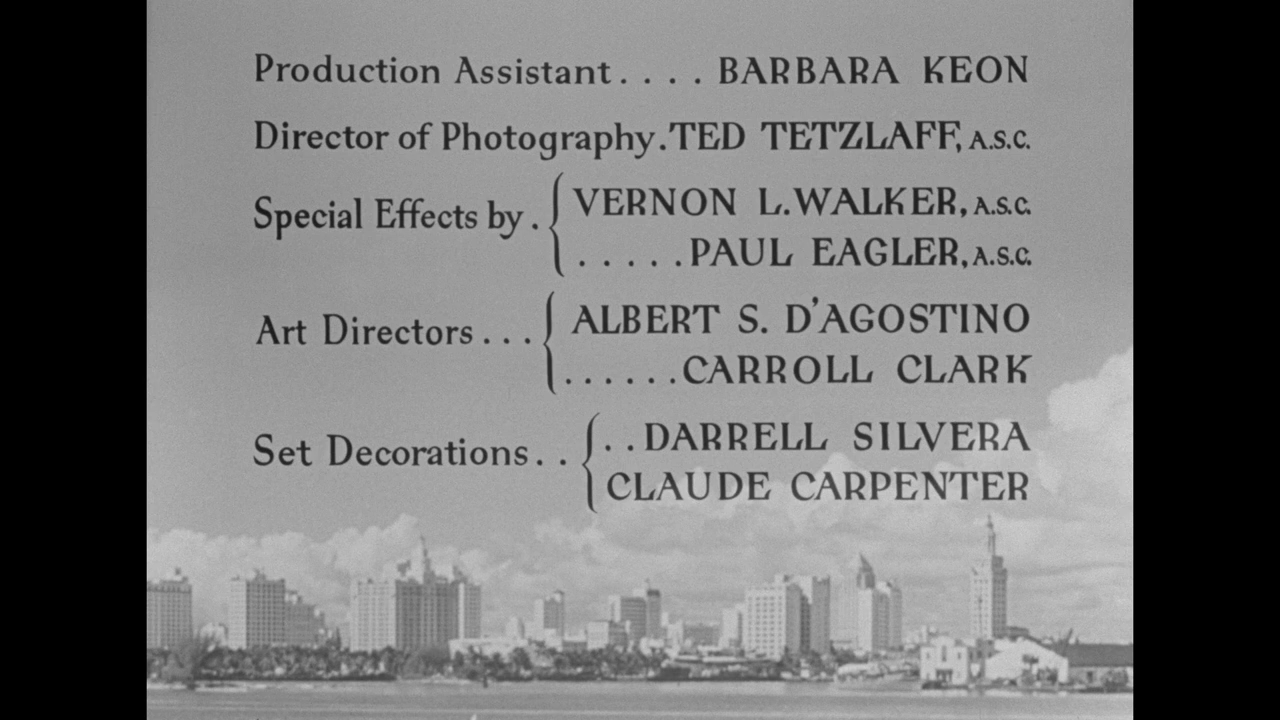 Production Assistant . . . . BARBARA KEON
Director of Photography . TED TETZLAFF, A.S.C.
Special Effects by . { VERNON L. WALKER, A.S.C.
. . . . . PAUL EAGLER, A.S.C.
Art Directors . . . { ALBERT S. D'AGOSTINO
. . . . . . CARROLL CLARK
Set Decorations . . { . . DARRELL SILVERA
CLAUDE CARPENTER